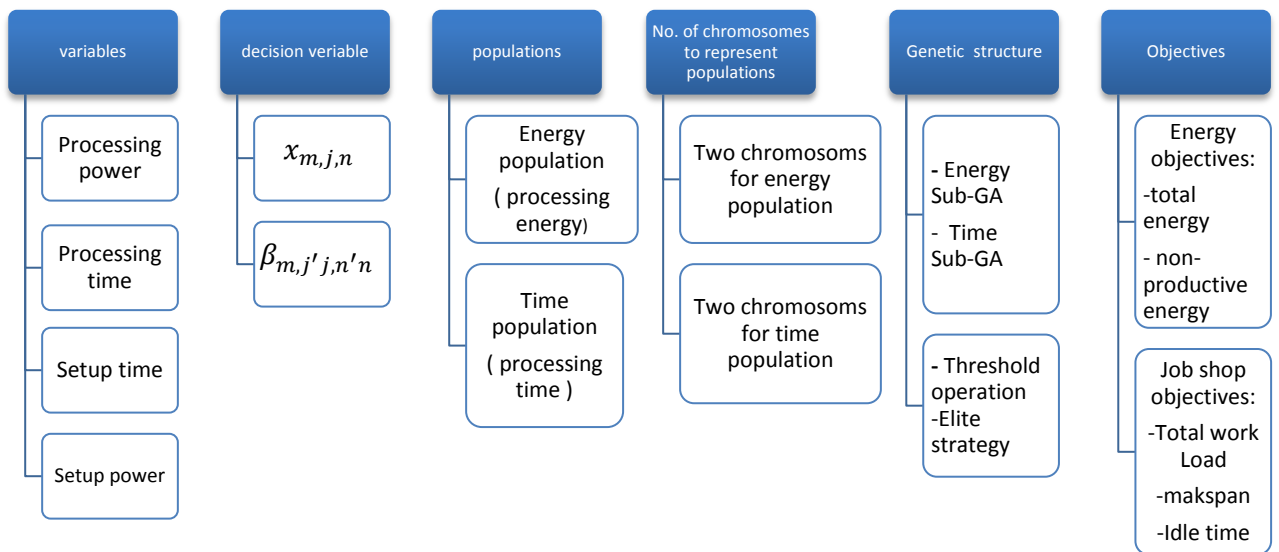 variables
Processing
power
Processing
time
Setup time
Setup power
decision veriable
x_{m,j,n}
β_{m,j′j,n′n}
populations
Energy
population
( processing
energy)
Time
population
( processing
time )
No. of chromosomes
to represent
populations
Two chromosoms
for energy
population
Two chromosoms
for time
population
Genetic structure
- Energy
Sub-GA
- Time
Sub-GA
- Threshold
operation
-Elite
strategy
Objectives
Energy
objectives:
-total
energy
- non-
productive
energy
Job shop
objectives:
-Total work
Load
-makspan
-Idle time